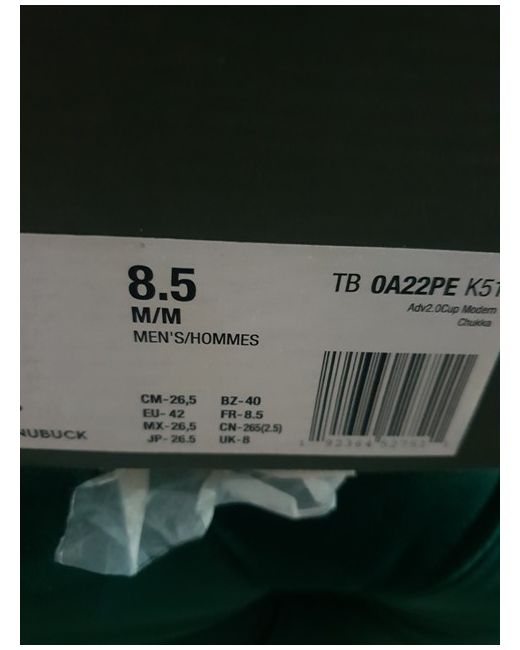 8.5
M/M
MEN'S/HOMMES
TB 0A22PE K51
Adv2.0Cup Modern
Chukka
CM-26,5 BZ-40
EU- 42 FR-8.5
MX-26,5 CN-265(2.5)
JP- 26.5 UK-8
NUBUCK